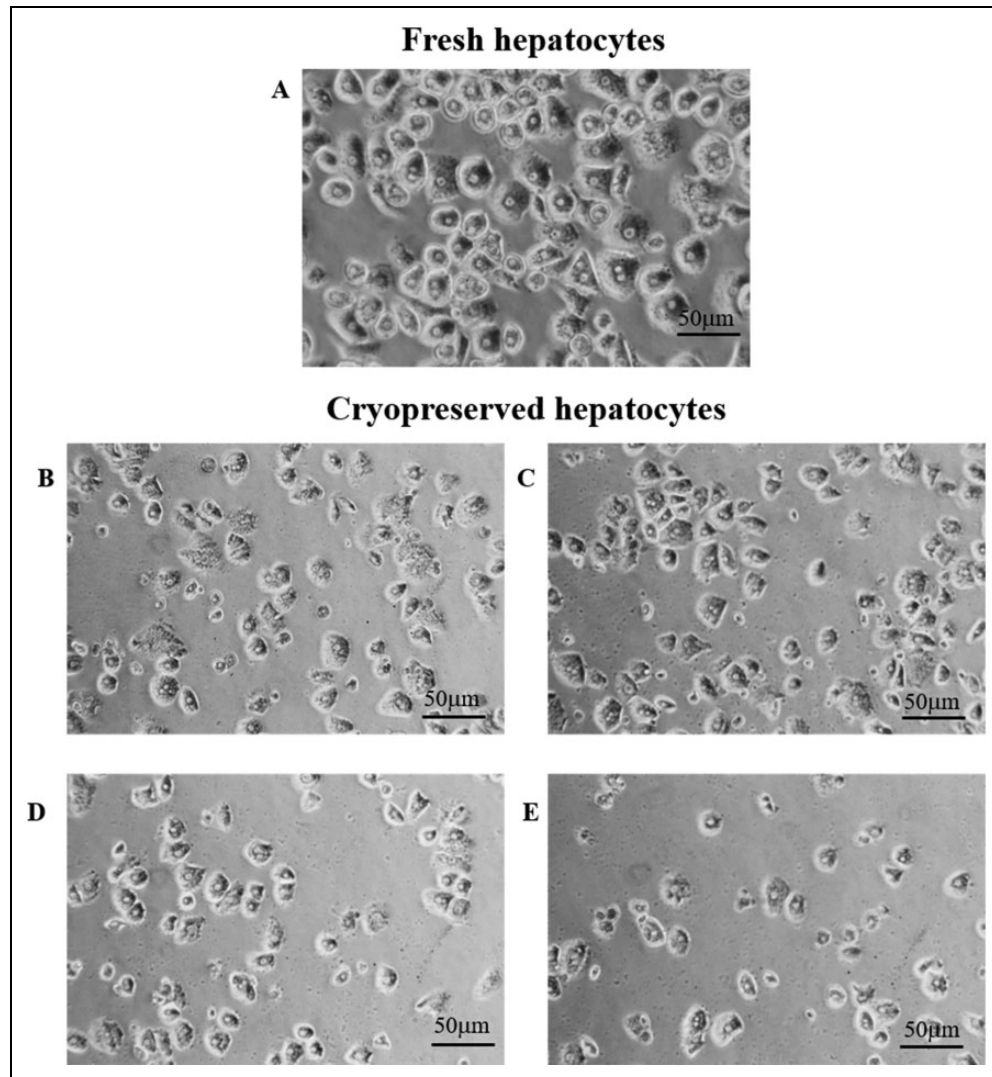 Fresh hepatocytes
A
50μm
Cryopreserved hepatocytes
B
50μm
C
50μm
D
50μm
E
50μm